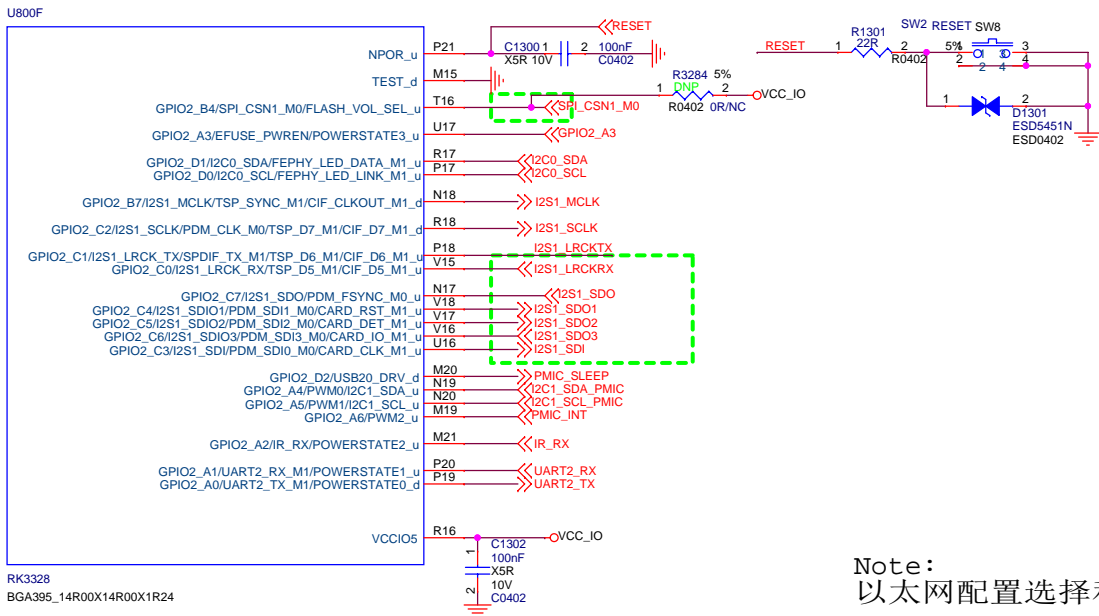 U800F
NPOR_u P21 RESET
C1300 1 2 100nF
X5R 10V C0402
TEST_d M15
GPIO2_B4/SPI_CSN1_M0/FLASH_VOL_SEL_u T16 SPI_CSN1_M0
R3284 5%
DNP
1 2 VCC_IO
R0402 0R/NC
GPIO2_A3/EFUSE_PWREN/POWERSTATE3_u U17 GPIO2_A3
GPIO2_D1/I2C0_SDA/FEPHY_LED_DATA_M1_u R17 I2C0_SDA
GPIO2_D0/I2C0_SCL/FEPHY_LED_LINK_M1_u P17 I2C0_SCL
GPIO2_B7/I2S1_MCLK/TSP_SYNC_M1/CIF_CLKOUT_M1_d N18 I2S1_MCLK
GPIO2_C2/I2S1_SCLK/PDM_CLK_M0/TSP_D7_M1/CIF_D7_M1_d R18 I2S1_SCLK
GPIO2_C1/I2S1_LRCK_TX/SPDIF_TX_M1/TSP_D6_M1/CIF_D6_M1_u P18 I2S1_LRCKTX
GPIO2_C0/I2S1_LRCK_RX/TSP_D5_M1/CIF_D5_M1_u V15 I2S1_LRCKRX
GPIO2_C7/I2S1_SDO/PDM_FSYNC_M0_u N17 I2S1_SDO
GPIO2_C4/I2S1_SDIO1/PDM_SDI1_M0/CARD_RST_M1_u V18 I2S1_SDO1
GPIO2_C5/I2S1_SDIO2/PDM_SDI2_M0/CARD_DET_M1_u V17 I2S1_SDO2
GPIO2_C6/I2S1_SDIO3/PDM_SDI3_M0/CARD_IO_M1_u V16 I2S1_SDO3
GPIO2_C3/I2S1_SDI/PDM_SDI0_M0/CARD_CLK_M1_u U16 I2S1_SDI
GPIO2_D2/USB20_DRV_d M20 PMIC_SLEEP
GPIO2_A4/PWM0/I2C1_SDA_u N19 I2C1_SDA_PMIC
GPIO2_A5/PWM1/I2C1_SCL_u N20 I2C1_SCL_PMIC
GPIO2_A6/PWM2_u M19 PMIC_INT
GPIO2_A2/IR_RX/POWERSTATE2_u M21 IR_RX
GPIO2_A1/UART2_RX_M1/POWERSTATE1_u P20 UART2_RX
GPIO2_A0/UART2_TX_M1/POWERSTATE0_d P19 UART2_TX
VCCIO5 R16 VCC_IO
1 C1302
100nF
X5R
10V
2 C0402
RK3328
BGA395_14R00X14R00X1R24
SW2 RESET SW8
R1301
RESET 1 22R 2 5% 1 3 3
R0402 2 2 4 4
1 2
D1301
ESD5451N
ESD0402
Note:
以太网配置选择